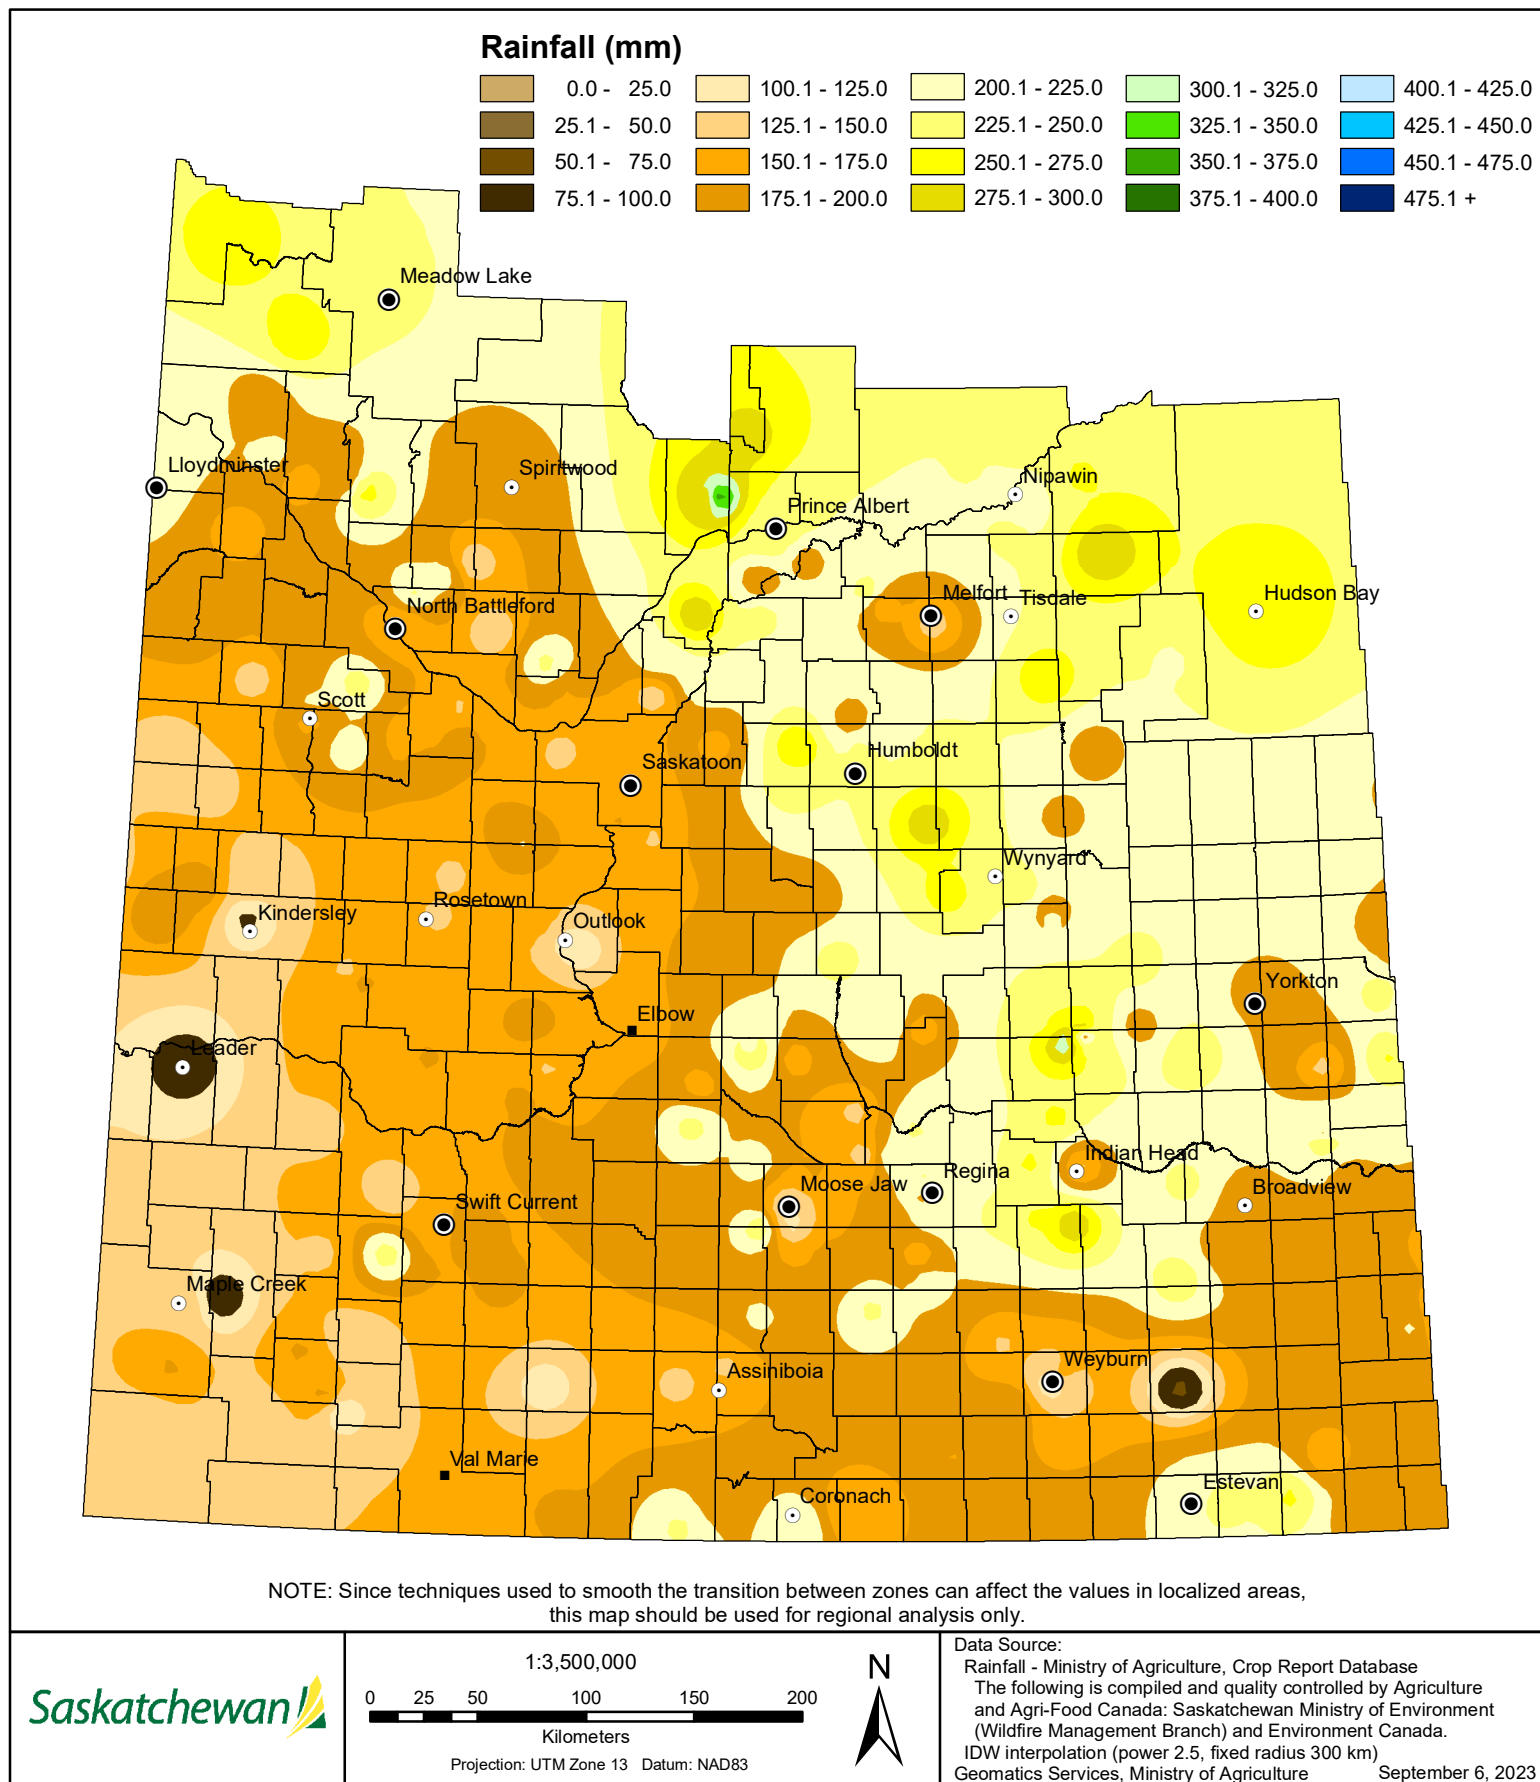 Rainfall (mm)
0.0 - 25.0
25.1 - 50.0
50.1 - 75.0
75.1 - 100.0
100.1 - 125.0
125.1 - 150.0
150.1 - 175.0
175.1 - 200.0
200.1 - 225.0
225.1 - 250.0
250.1 - 275.0
275.1 - 300.0
300.1 - 325.0
325.1 - 350.0
350.1 - 375.0
375.1 - 400.0
400.1 - 425.0
425.1 - 450.0
450.1 - 475.0
475.1 +
Meadow Lake
Lloydminster
Spiritwood
Nipawin
Prince Albert
Hudson Bay
Melfort
Tisdale
North Battleford
Scott
Humboldt
Saskatoon
Wynyard
Rosetown
Kindersley
Outlook
Yorkton
Elbow
Leader
Indian Head
Regina
Moose Jaw
Broadview
Swift Current
Maple Creek
Weyburn
Assiniboia
Val Marie
Estevan
Coronach
NOTE: Since techniques used to smooth the transition between zones can affect the values in localized areas,
this map should be used for regional analysis only.
Saskatchewan
1:3,500,000
0 25 50 100 150 200
Kilometers
Projection: UTM Zone 13 Datum: NAD83
N
Data Source:
Rainfall - Ministry of Agriculture, Crop Report Database
The following is compiled and quality controlled by Agriculture
and Agri-Food Canada: Saskatchewan Ministry of Environment
(Wildfire Management Branch) and Environment Canada.
IDW interpolation (power 2.5, fixed radius 300 km)
Geomatics Services, Ministry of Agriculture September 6, 2023